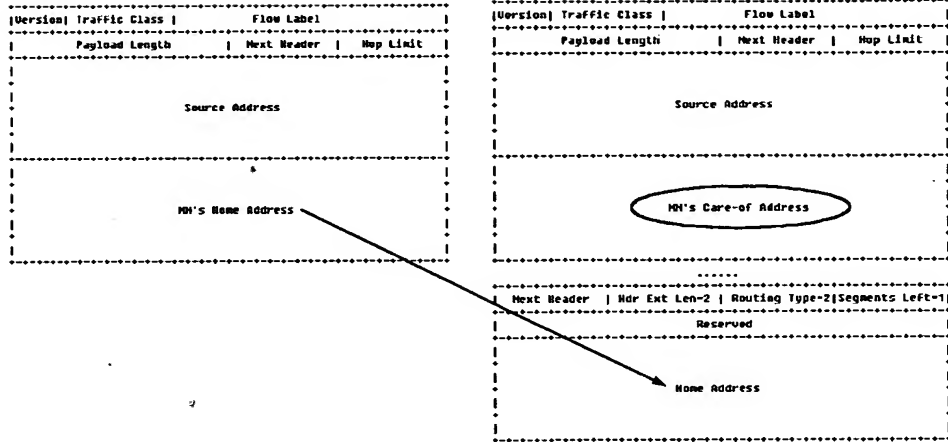 |Version| Traffic Class | Flow Label |
| Payload Length | Next Header | Hop Limit |
Source Address
MN's Home Address
|Version| Traffic Class | Flow Label |
| Payload Length | Next Header | Hop Limit |
Source Address
MN's Care-of Address
......
| Next Header | Hdr Ext Len=2 | Routing Type=2|Segments Left=1|
Reserved
Home Address